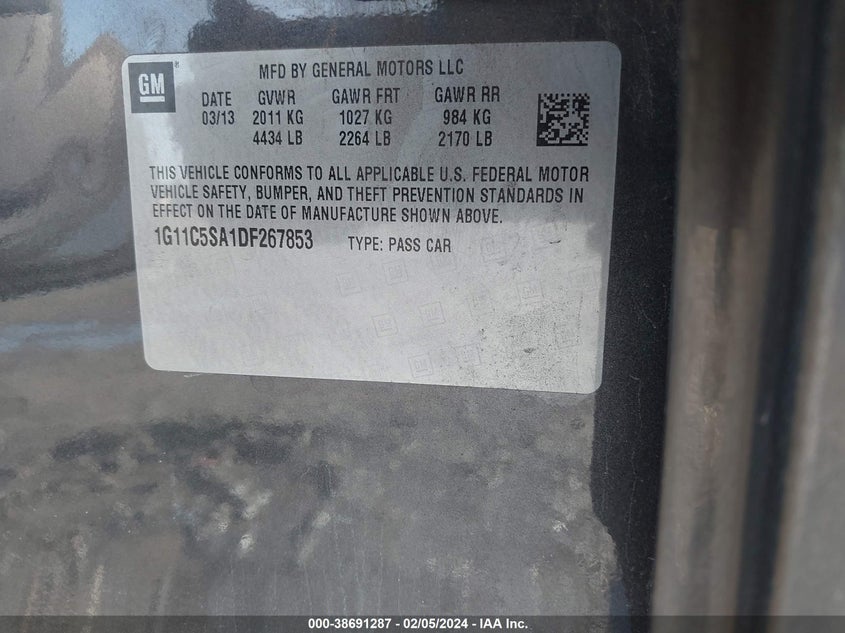 GM
MFD BY GENERAL MOTORS LLC
DATE GVWR GAWR FRT GAWR RR
03/13 2011 KG 1027 KG 984 KG
4434 LB 2264 LB 2170 LB
THIS VEHICLE CONFORMS TO ALL APPLICABLE U.S. FEDERAL MOTOR
VEHICLE SAFETY, BUMPER, AND THEFT PREVENTION STANDARDS IN
EFFECT ON THE DATE OF MANUFACTURE SHOWN ABOVE.
1G11C5SA1DF267853 TYPE: PASS CAR
000-38691287 - 02/05/2024 - IAA Inc.